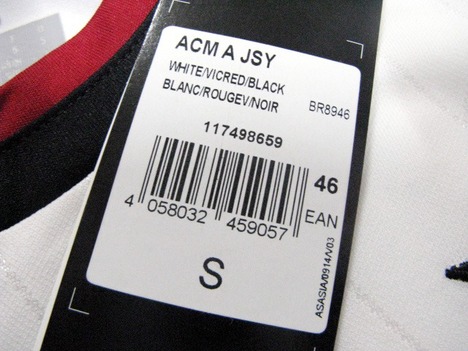 ACM A JSY
WHITE/VICRED/BLACK
BLANC/ROUGEV/NOIR
BR8946
117498659
46
4 058032 459057
EAN
S
ASASIA/0914/V03